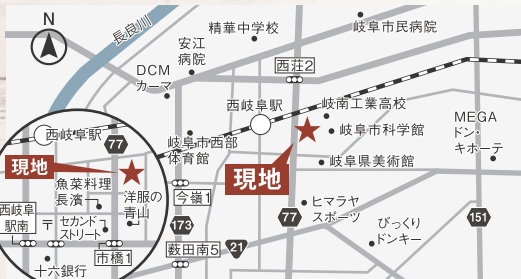 N
長良川
精華中学校
岐阜市民病院
安江
病院
西荘2
DCM
カーマ
西岐阜駅
岐南工業高校
岐阜市科学館
MEGA
ドン・
キホーテ
岐阜市西部
体育館
岐阜県美術館
現地
今嶺1
ヒマラヤ
スポーツ
77
151
173
びっくり
ドンキー
21
薮田南5
西岐阜駅
77
現地
魚菜料理
長濱
洋服の
青山
西岐阜
駅南
〒
セカンド
ストリート
市橋1
十六銀行